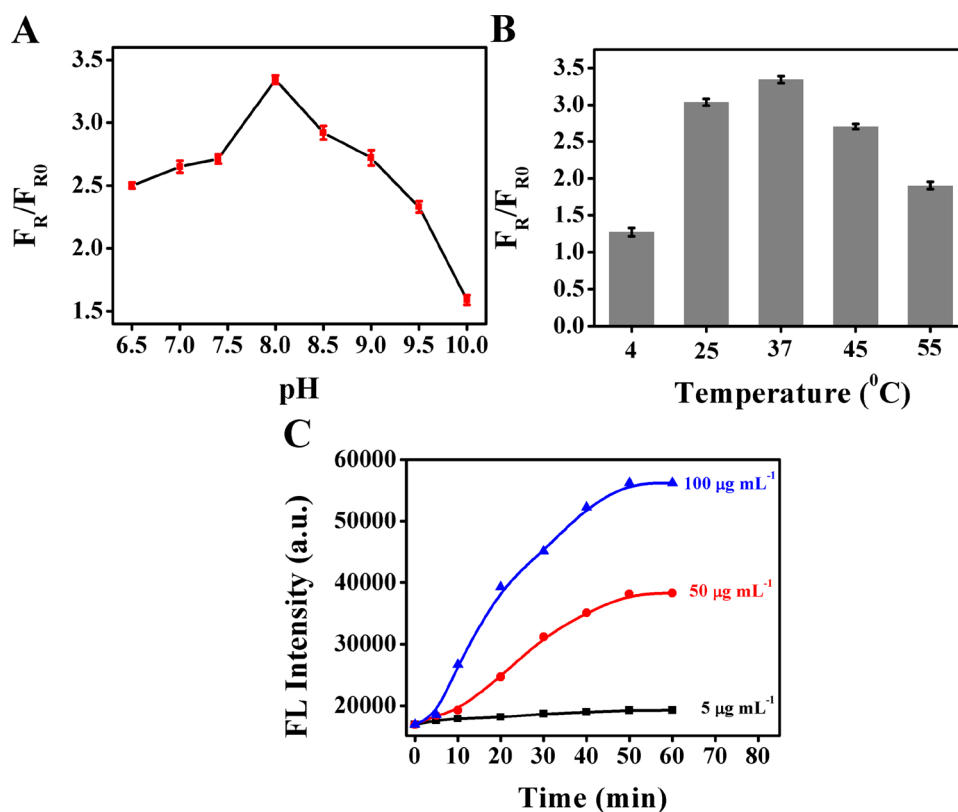 A
3.5
3.0
2.5
2.0
1.5
F_R/F_R0
6.5 7.0 7.5 8.0 8.5 9.0 9.5 10.0
pH
B
3.5
3.0
2.5
2.0
1.5
1.0
0.5
0.0
F_R/F_R0
4 25 37 45 55
Temperature (⁰C)
C
60000
50000
40000
30000
20000
FL Intensity (a.u.)
100 μg mL⁻¹
50 μg mL⁻¹
5 μg mL⁻¹
0 10 20 30 40 50 60 70 80
Time (min)